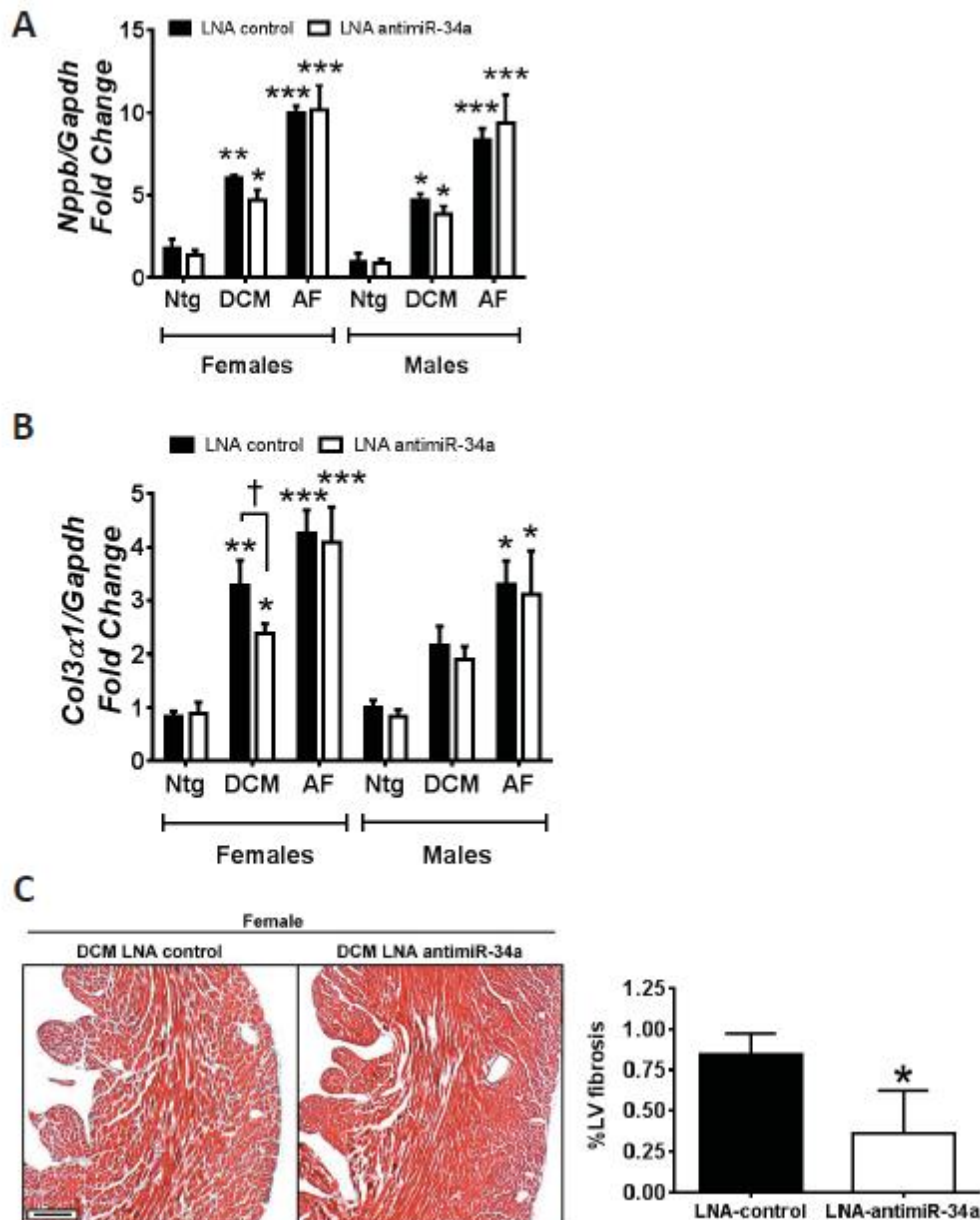 A
LNA control LNA antimiR-34a
Nppb/Gapdh
Fold Change
15
10
5
0
** * *** *** * * *** ***
Ntg DCM AF Ntg DCM AF
Females Males
B
LNA control LNA antimiR-34a
Col3α1/Gapdh
Fold Change
5
4
3
2
1
0
** † * *** *** * *
Ntg DCM AF Ntg DCM AF
Females Males
C
Female
DCM LNA control DCM LNA antimiR-34a
%LV fibrosis
1.25
1.00
0.75
0.50
0.25
0.00
*
LNA-control LNA-antimiR-34a